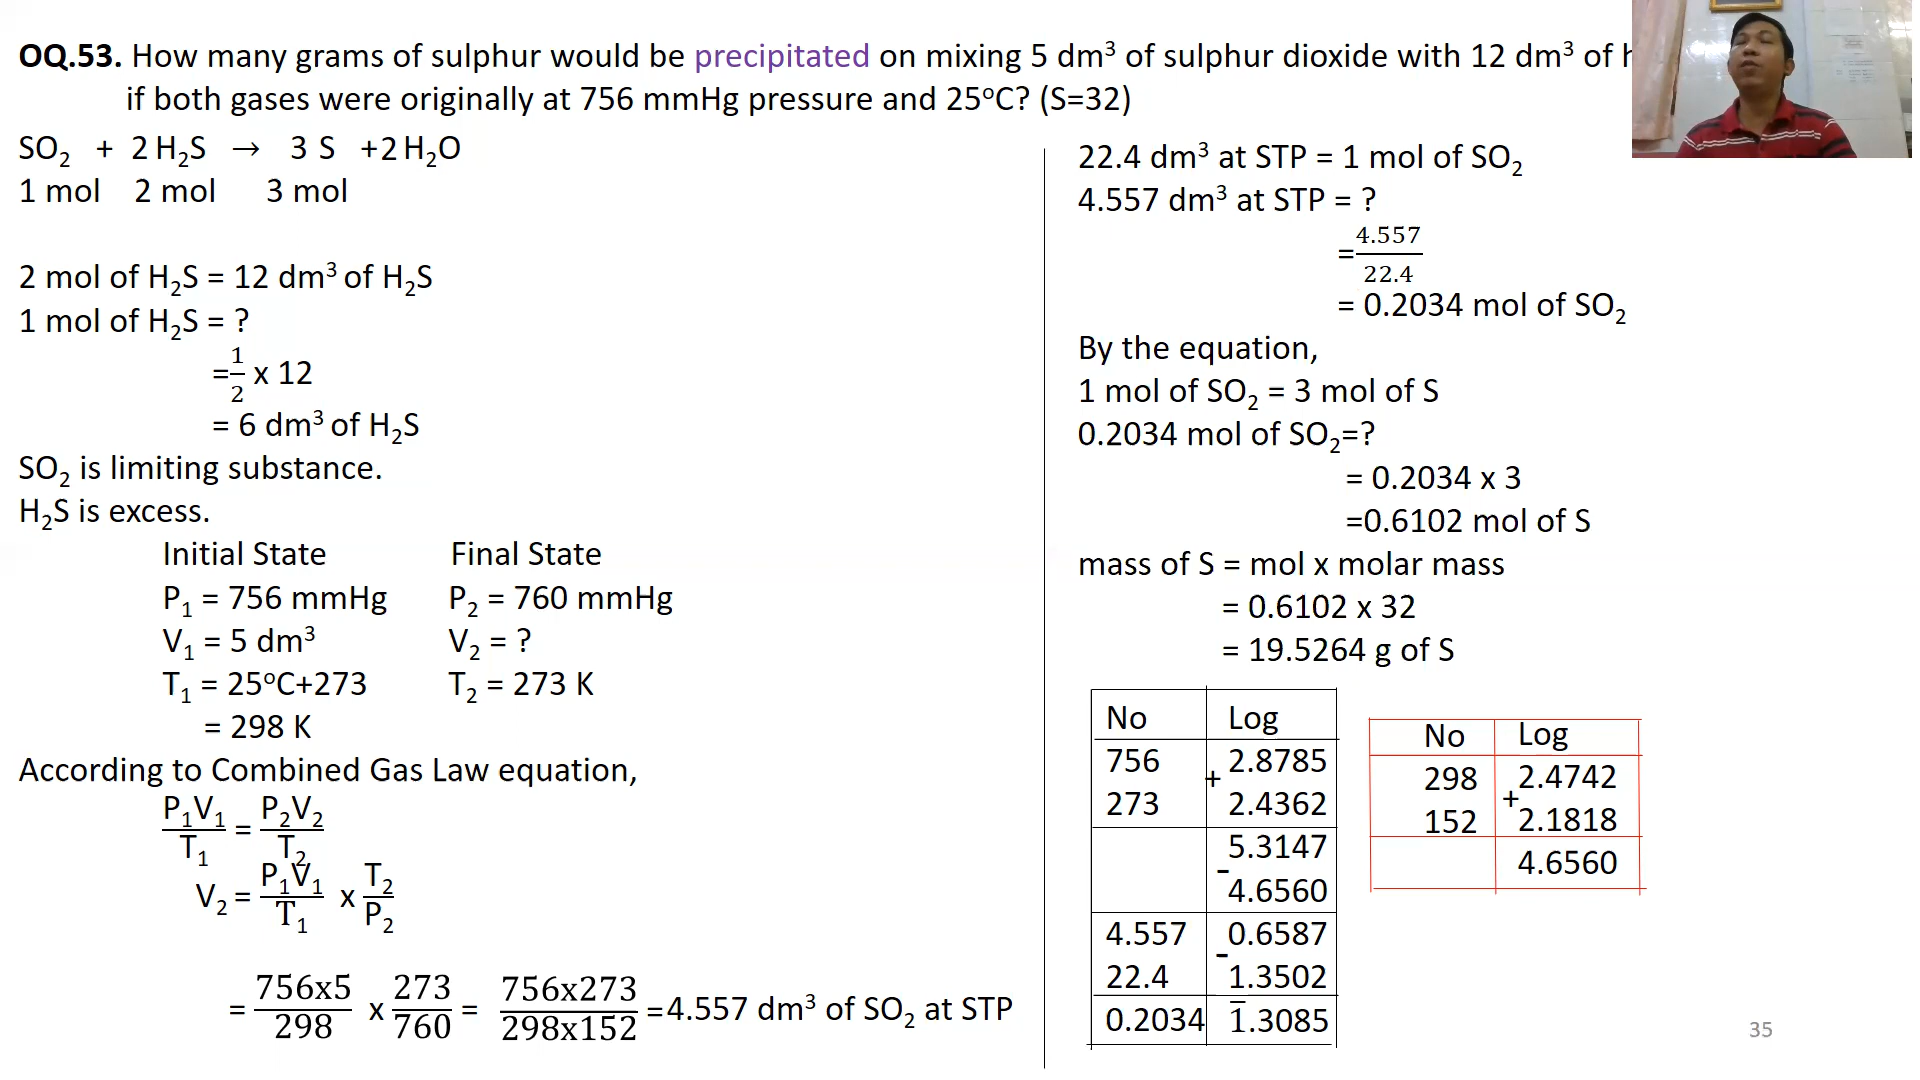 OQ.53. How many grams of sulphur would be precipitated on mixing 5 dm³ of sulphur dioxide with 12 dm³ of
if both gases were originally at 756 mmHg pressure and 25°C? (S=32)
SO₂ + 2 H₂S → 3 S +2 H₂O
1 mol 2 mol 3 mol
2 mol of H₂S = 12 dm³ of H₂S
1 mol of H₂S = ?
=1/2 x 12
= 6 dm³ of H₂S
SO₂ is limiting substance.
H₂S is excess.
Initial State Final State
P₁ = 756 mmHg P₂ = 760 mmHg
V₁ = 5 dm³ V₂ = ?
T₁ = 25°C+273 T₂ = 273 K
= 298 K
According to Combined Gas Law equation,
P₁V₁/T₁ = P₂V₂/T₂
V₂ = P₁V₁/T₁ x T₂/P₂
= 756x5/298 x 273/760 = 756x273/298x152 = 4.557 dm³ of SO₂ at STP
22.4 dm³ at STP = 1 mol of SO₂
4.557 dm³ at STP = ?
=4.557/22.4
= 0.2034 mol of SO₂
By the equation,
1 mol of SO₂ = 3 mol of S
0.2034 mol of SO₂=?
= 0.2034 x 3
=0.6102 mol of S
mass of S = mol x molar mass
= 0.6102 x 32
= 19.5264 g of S
No Log
756 2.8785
+
273 2.4362
5.3147
-
4.6560
4.557 0.6587
-
22.4 1.3502
0.2034 1̅.3085
No Log
298 2.4742
+
152 2.1818
4.6560
35